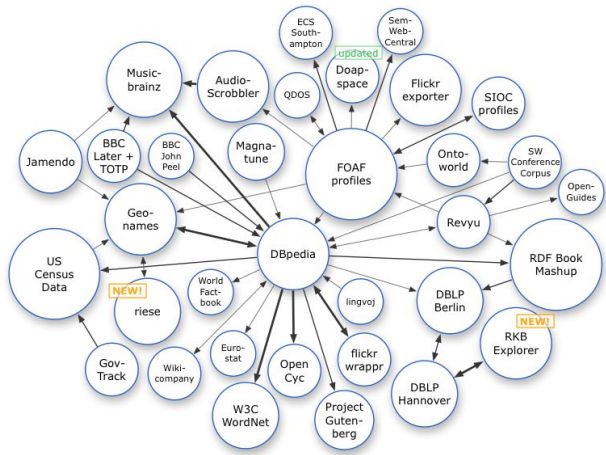 ECS
South-
ampton
Sem-
Web-
Central
updated
Doap-
space
Music-
brainz
Audio-
Scrobbler
QDOS
Flickr
exporter
SIOC
profiles
BBC
Later +
TOTP
BBC
John
Peel
Magna-
tune
FOAF
profiles
Onto-
world
SW
Conference
Corpus
Jamendo
Open-
Guides
Geo-
names
Revyu
US
Census
Data
DBpedia
RDF Book
Mashup
NEW!
riese
World
Fact-
book
lingvoj
DBLP
Berlin
NEW!
RKB
Explorer
Gov-
Track
Wiki-
company
Euro-
stat
Open
Cyc
flickr
wrappr
DBLP
Hannover
W3C
WordNet
Project
Guten-
berg